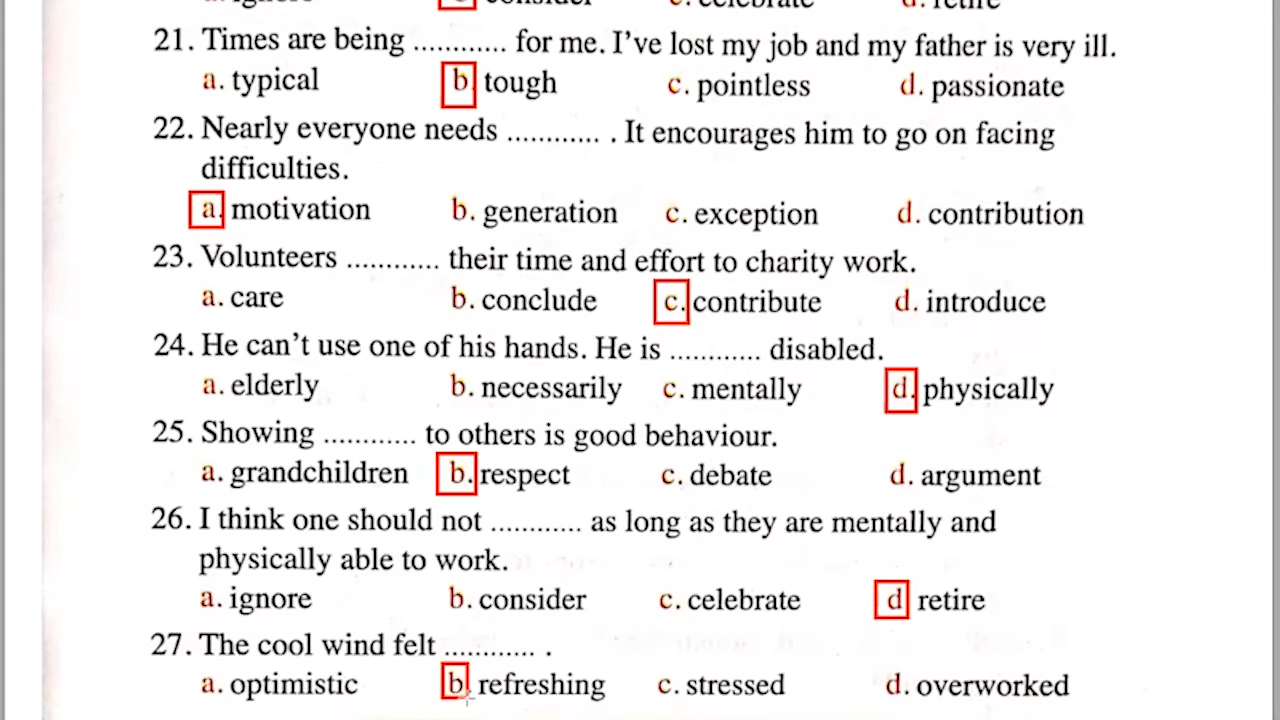 21. Times are being ............ for me. I've lost my job and my father is very ill.
a. typical b. tough c. pointless d. passionate
22. Nearly everyone needs ............ . It encourages him to go on facing
difficulties.
a. motivation b. generation c. exception d. contribution
23. Volunteers ............ their time and effort to charity work.
a. care b. conclude c. contribute d. introduce
24. He can't use one of his hands. He is ............ disabled.
a. elderly b. necessarily c. mentally d. physically
25. Showing ............ to others is good behaviour.
a. grandchildren b. respect c. debate d. argument
26. I think one should not ............ as long as they are mentally and
physically able to work.
a. ignore b. consider c. celebrate d retire
27. The cool wind felt ............ .
a. optimistic b. refreshing c. stressed d. overworked